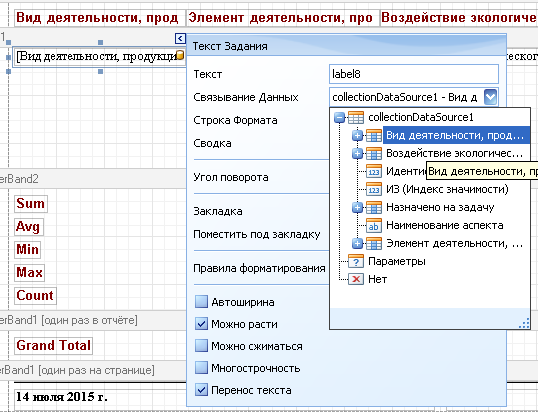 Вид деятельности, прод Элемент деятельности, про Воздействие экологиче
1
[Вид деятельности, продукци
Текст Задания
Текст label8
Связывание Данных collectionDataSource1 - Вид д
Строка Формата
Сводка
Угол поворота
Закладка
Поместить под закладку
Правила форматирования
Автоширина
Можно расти
Можно сжиматься
Многострочность
Перенос текста
collectionDataSource1
Вид деятельности, прод...
Воздействие экологичес...
Иденти
Вид деятельности, пр
ИЗ (Индекс значимости)
Назначено на задачу
Наименование аспекта
Элемент деятельности, ...
Параметры
Нет
erBand2
Sum
Avg
Min
Max
Count
erBand1 [один раз в отчёте]
Grand Total
erBand1 [один раз на странице]
14 июля 2015 г.